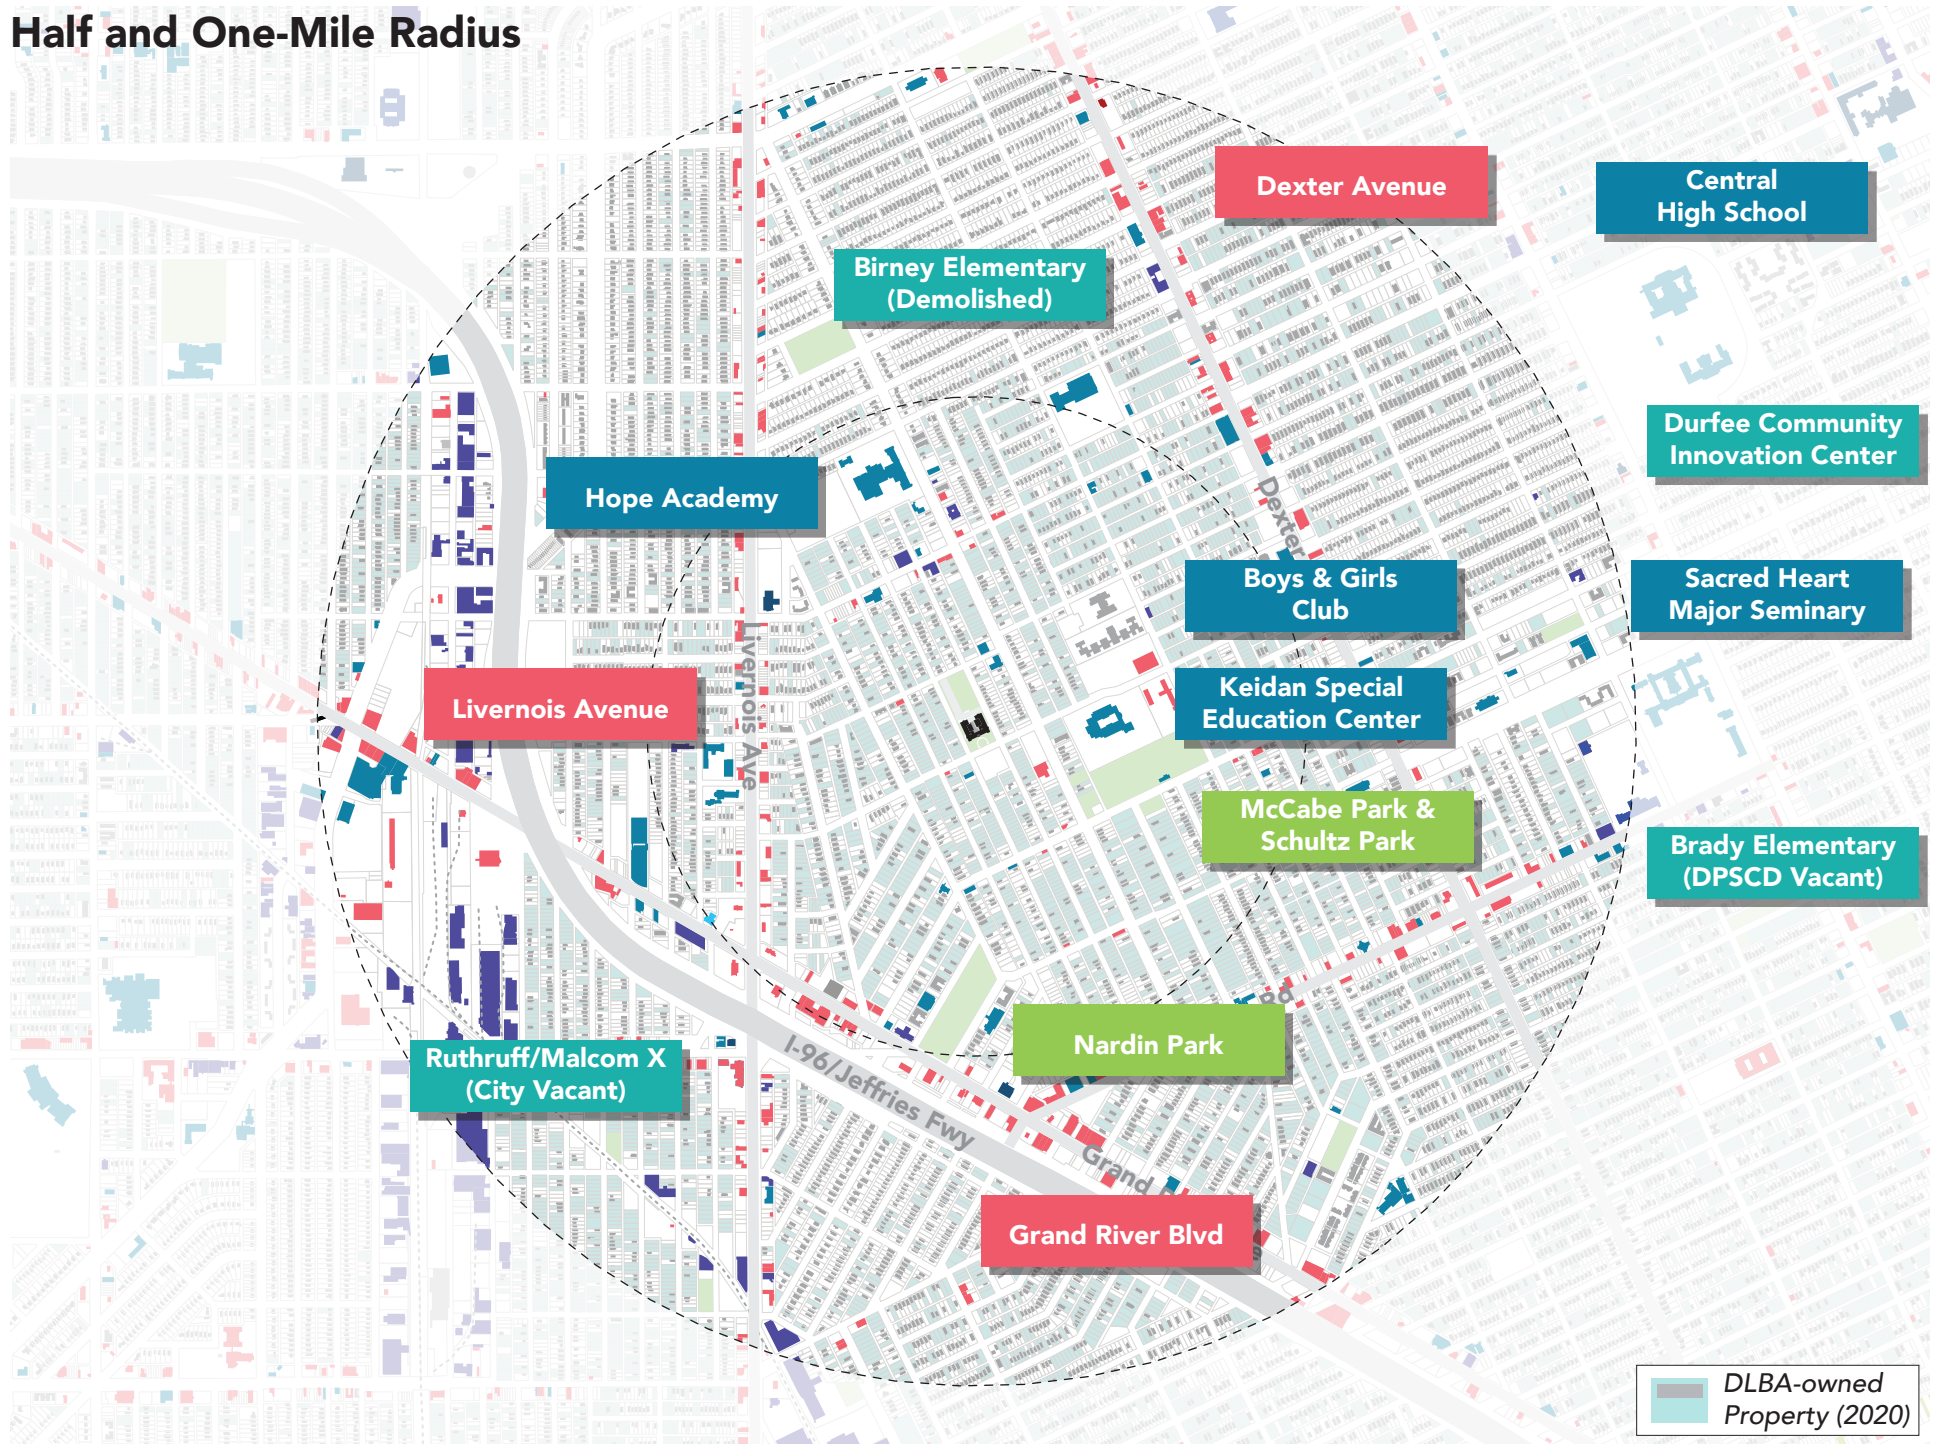 Half and One-Mile Radius
Dexter Avenue
Central
High School
Birney Elementary
(Demolished)
Durfee Community
Innovation Center
Hope Academy
Dexter
Boys & Girls
Club
Sacred Heart
Major Seminary
Livernois Ave
Livernois Avenue
Keidan Special
Education Center
McCabe Park &
Schultz Park
Brady Elementary
(DPSCD Vacant)
Rd
Nardin Park
I-96/Jeffries Fwy
Ruthruff/Malcom X
(City Vacant)
Grand
Grand River Blvd
DLBA-owned
Property (2020)